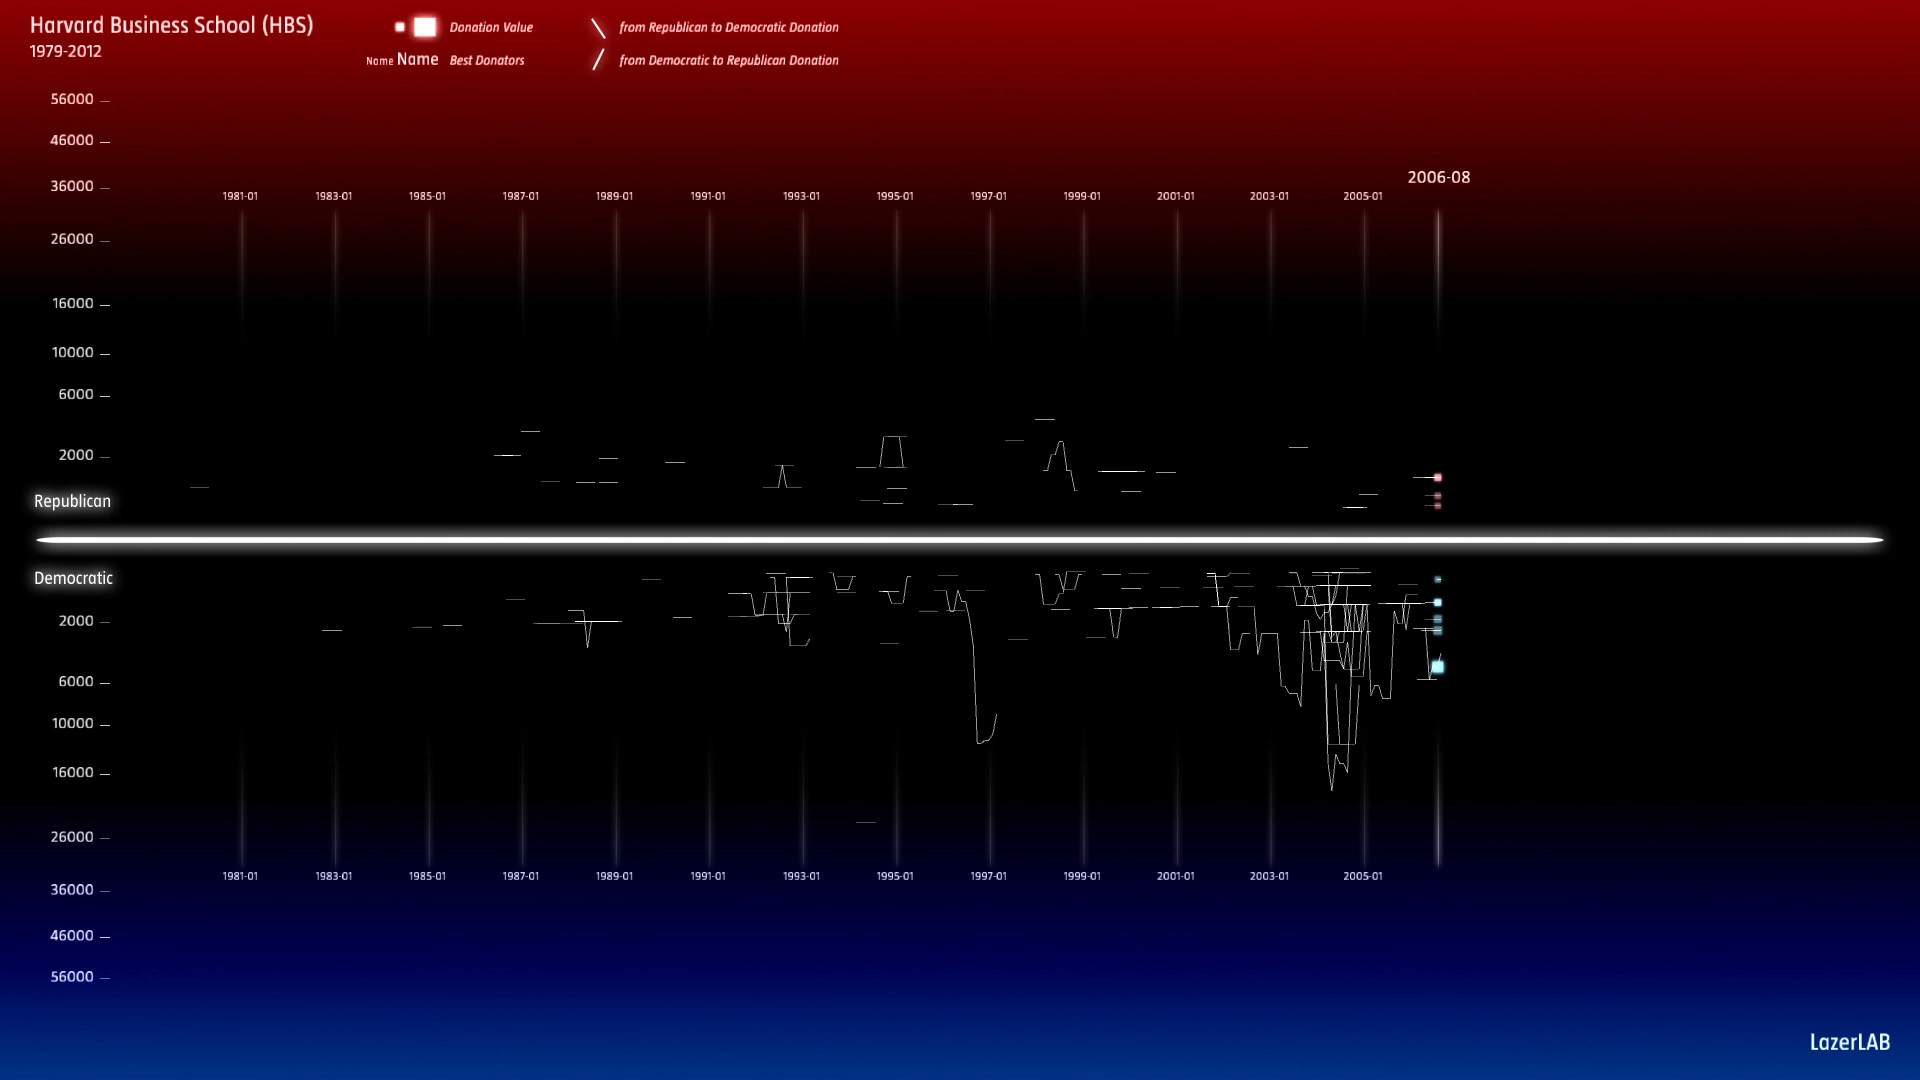 Harvard Business School (HBS)
1979-2012
Donation Value
from Republican to Democratic Donation
Name Name Best Donators
from Democratic to Republican Donation
56000
46000
36000
2006-08
1981-01 1983-01 1985-01 1987-01 1989-01 1991-01 1993-01 1995-01 1997-01 1999-01 2001-01 2003-01 2005-01
26000
16000
10000
6000
2000
Republican
Democratic
2000
6000
10000
16000
26000
1981-01 1983-01 1985-01 1987-01 1989-01 1991-01 1993-01 1995-01 1997-01 1999-01 2001-01 2003-01 2005-01
36000
46000
56000
LazerLAB